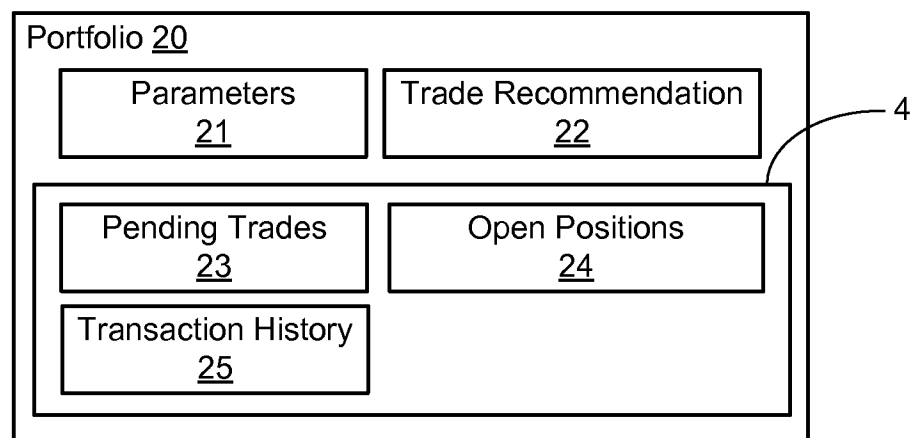 Portfolio 20
Parameters
21
Trade Recommendation
22
4
Pending Trades
23
Open Positions
24
Transaction History
25